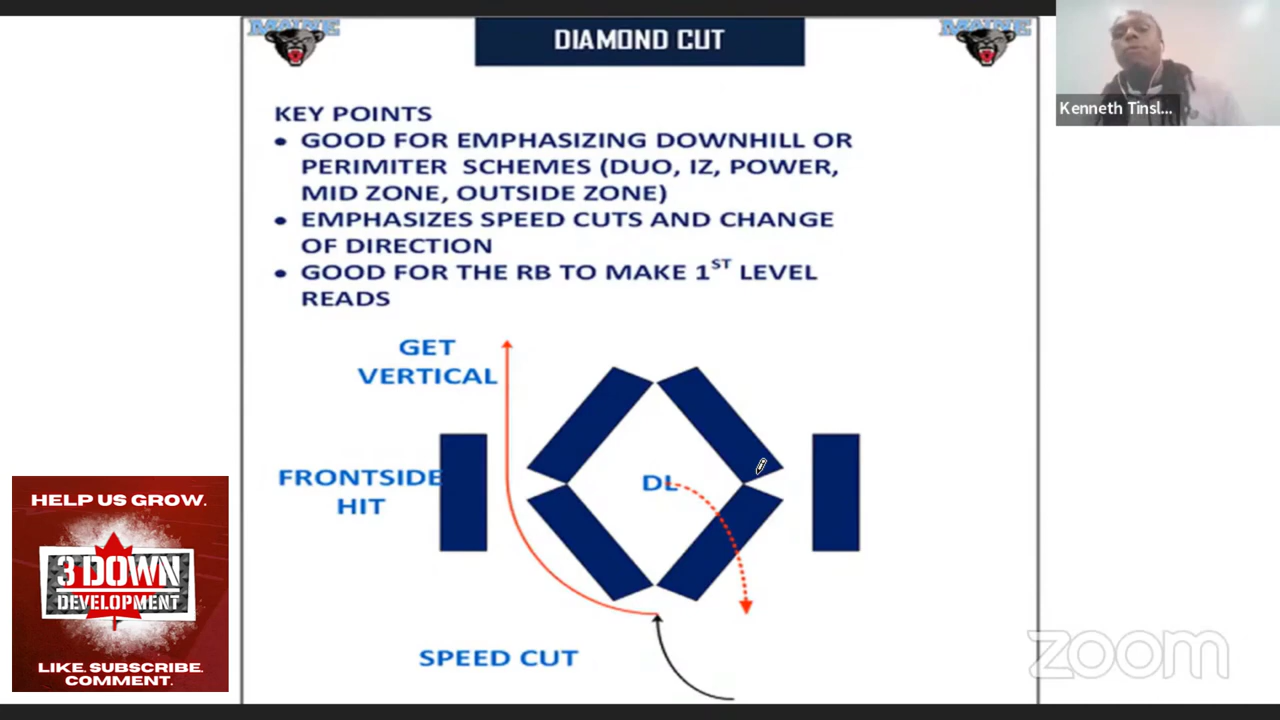 MAINE
DIAMOND CUT
MAINE
Kenneth Tinsl...
KEY POINTS
• GOOD FOR EMPHASIZING DOWNHILL OR
PERIMITER SCHEMES (DUO, IZ, POWER,
MID ZONE, OUTSIDE ZONE)
• EMPHASIZES SPEED CUTS AND CHANGE
OF DIRECTION
• GOOD FOR THE RB TO MAKE 1ST LEVEL
READS
GET
VERTICAL
FRONTSIDE
HIT
DL
SPEED CUT
HELP US GROW.
3 DOWN
DEVELOPMENT
LIKE. SUBSCRIBE.
COMMENT.
zoom